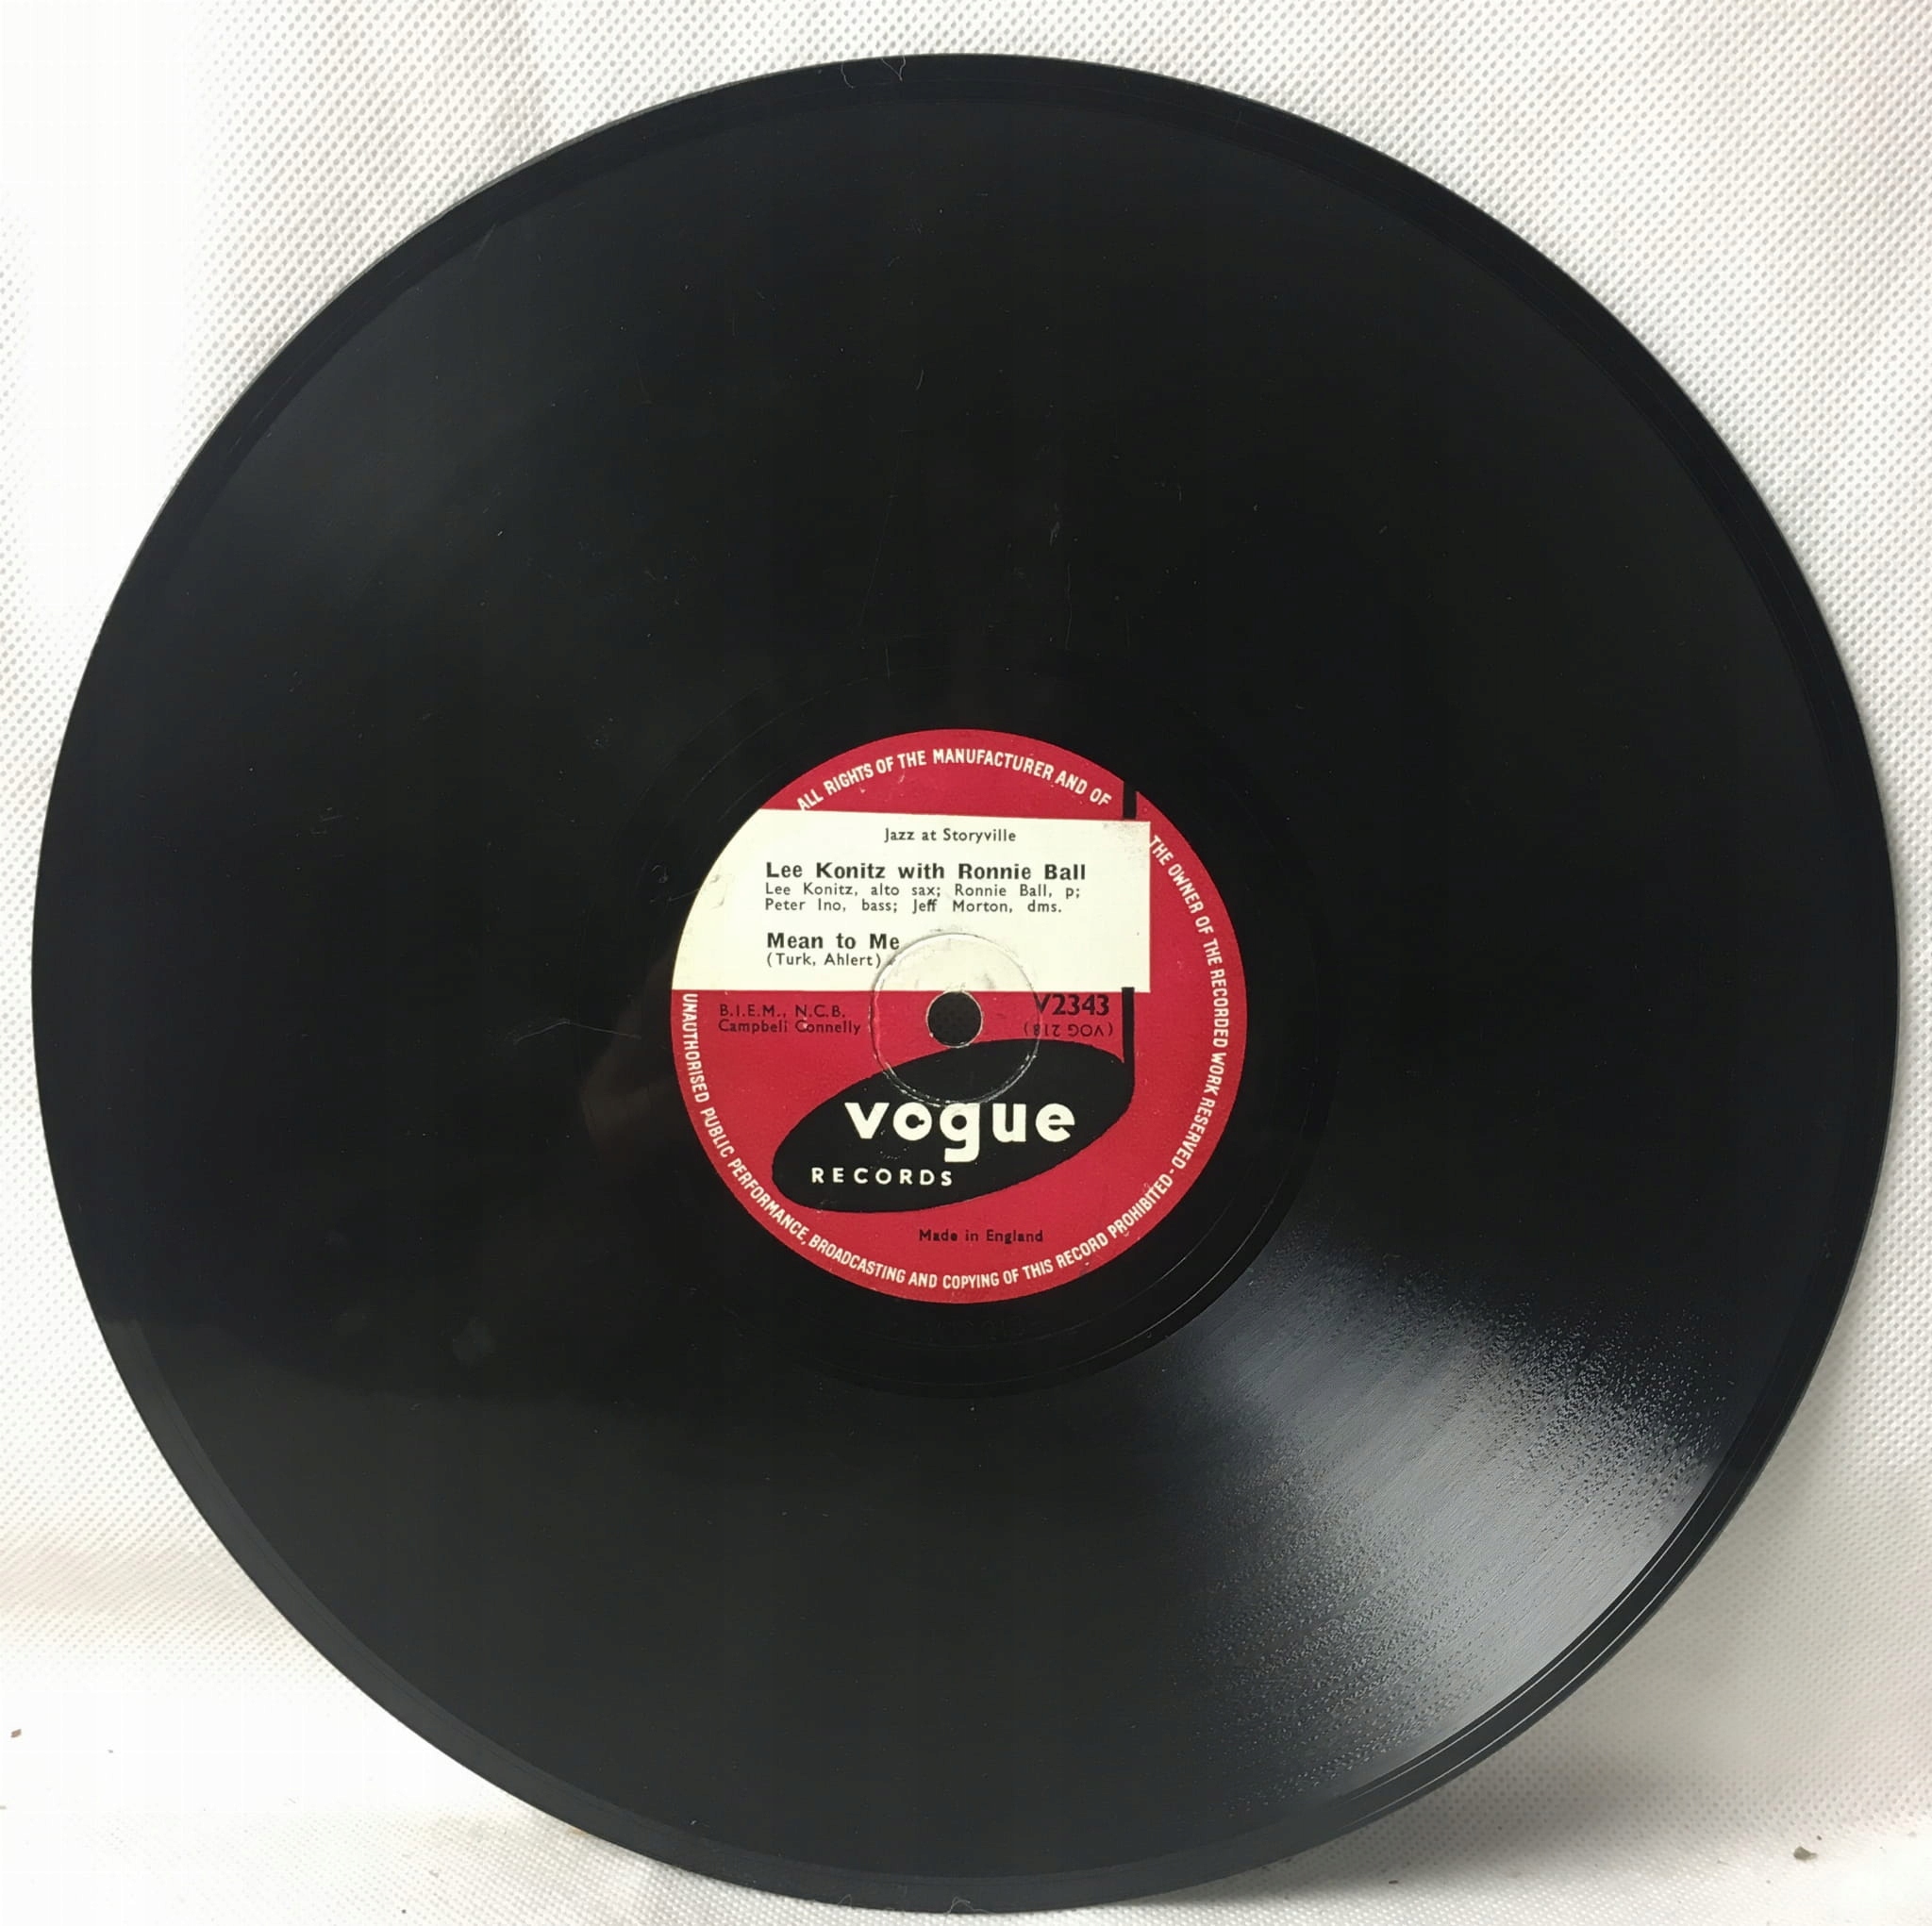 ALL RIGHTS OF THE MANUFACTURER AND OF THE OWNER OF THE RECORDED WORK RESERVED - UNAUTHORISED PUBLIC PERFORMANCE, BROADCASTING AND COPYING OF THIS RECORD PROHIBITED
Jazz at Storyville
Lee Konitz with Ronnie Ball
Lee Konitz, alto sax; Ronnie Ball, p;
Peter Ino, bass; Jeff Morton, dms.
Mean to Me
(Turk, Ahlert)
B.I.E.M., N.C.B.
Campbell Connelly
V2343
(VOG 218)
vogue
RECORDS
Made in England